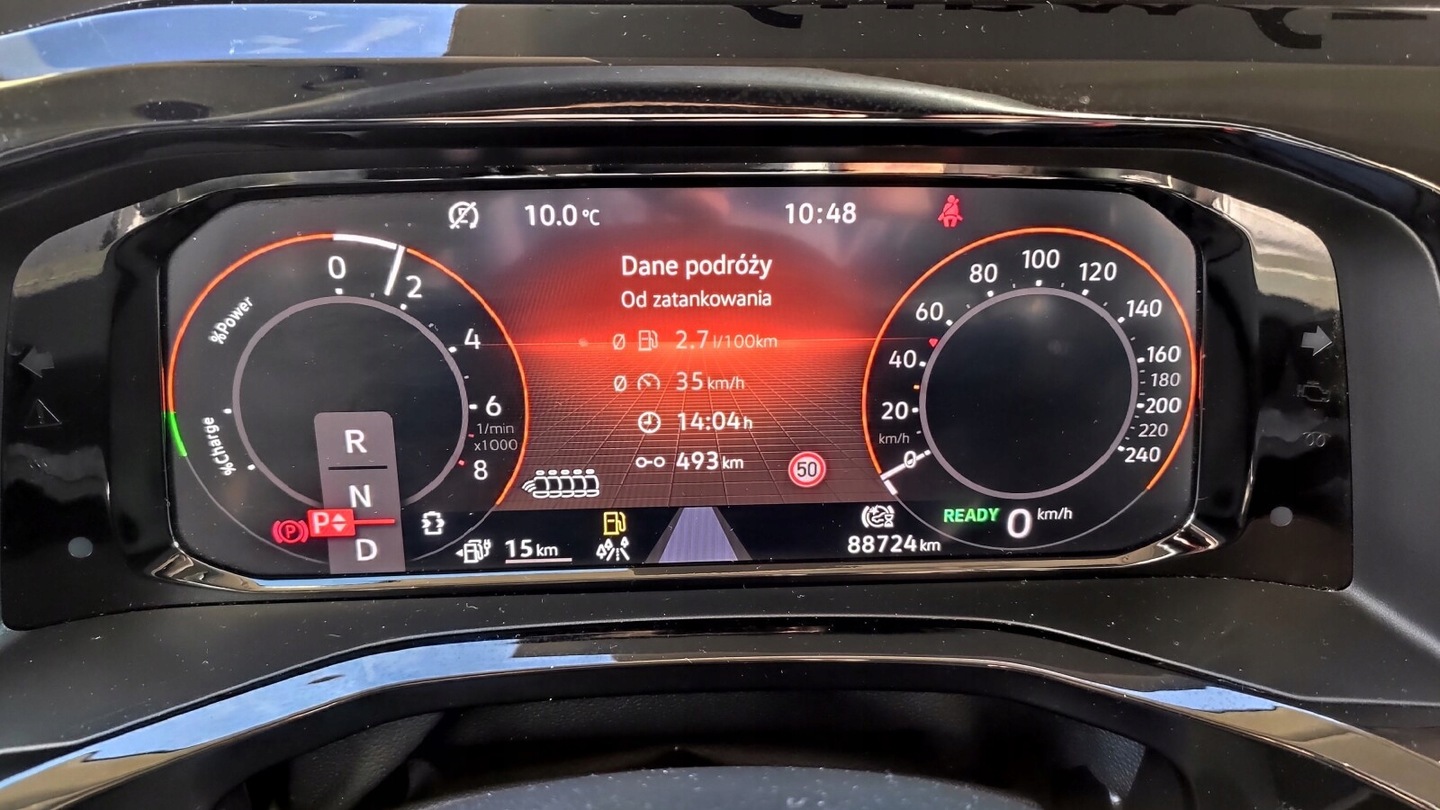 10.0 °C
10:48
Dane podróży
Od zatankowania
Ø 2.7 l/100km
Ø 35 km/h
14:04 h
493 km
%Power
%Charge
0
2
4
6
8
1/min
x1000
R
N
D
P
(P)
15 km
50
0
20
40
60
80
100
120
140
160
180
200
220
240
km/h
88724 km
READY 0 km/h